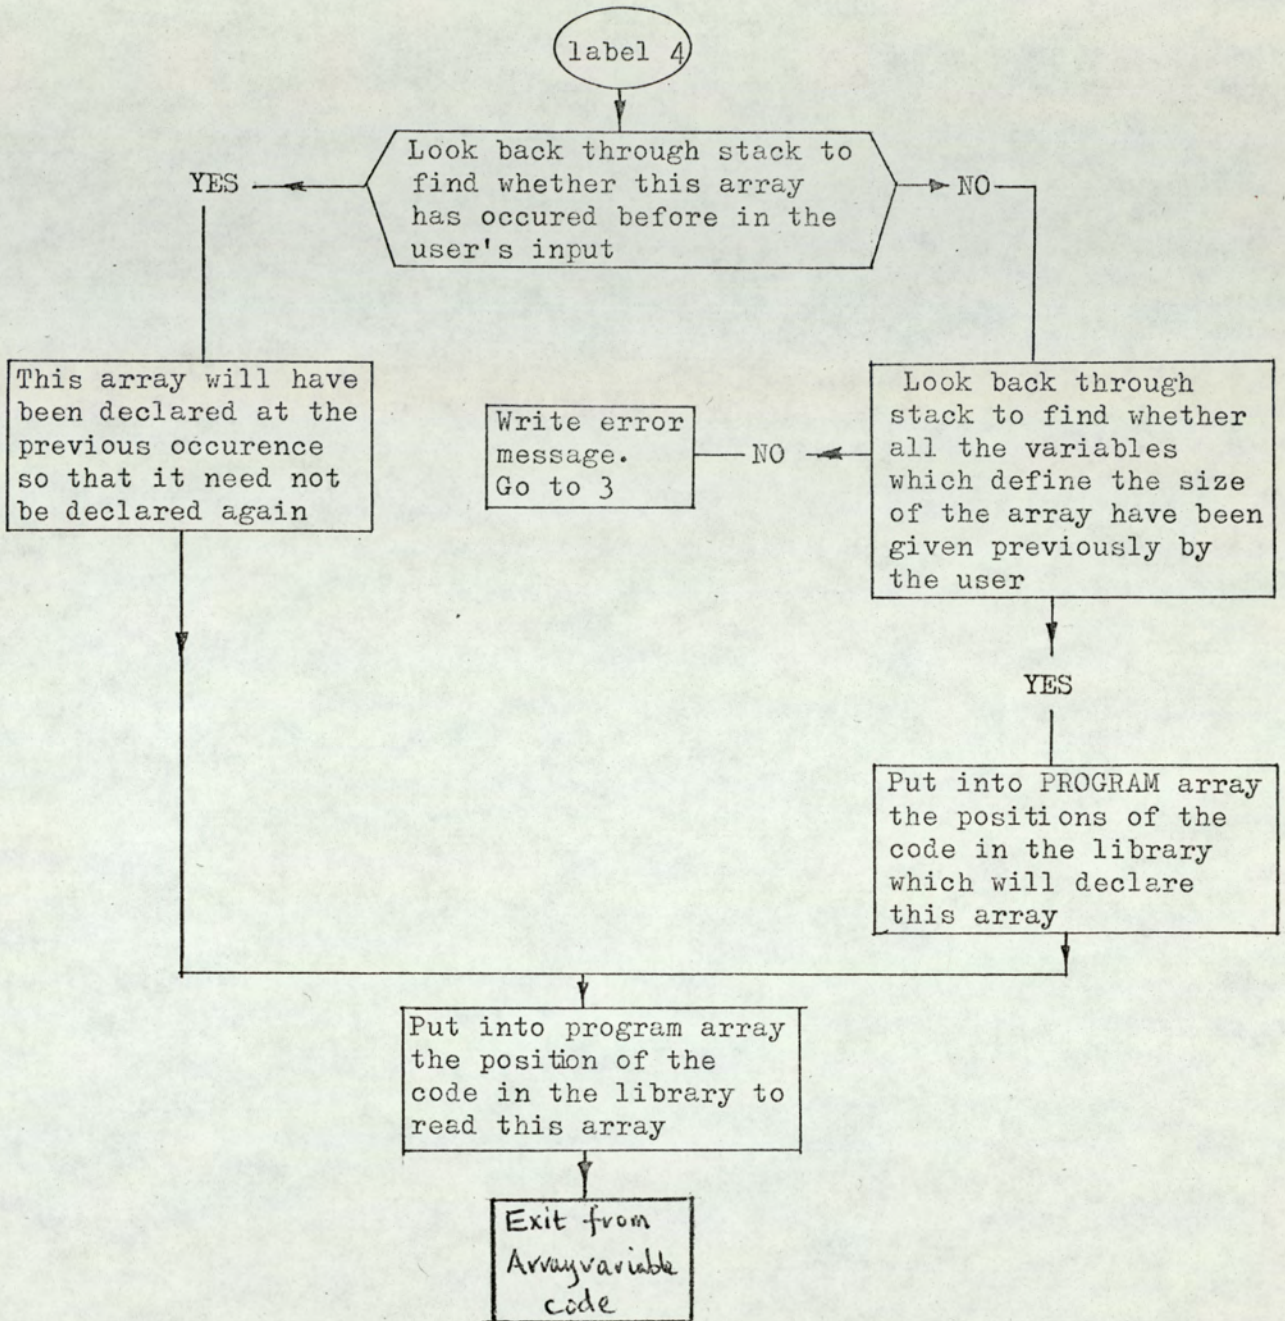 label 4
Look back through stack to
find whether this array
has occured before in the
user's input
YES
NO
This array will have
been declared at the
previous occurence
so that it need not
be declared again
Write error
message.
Go to 3
NO
Look back through
stack to find whether
all the variables
which define the size
of the array have been
given previously by
the user
YES
Put into PROGRAM array
the positions of the
code in the library
which will declare
this array
Put into program array
the position of the
code in the library to
read this array
Exit from
Arrayvariable
code